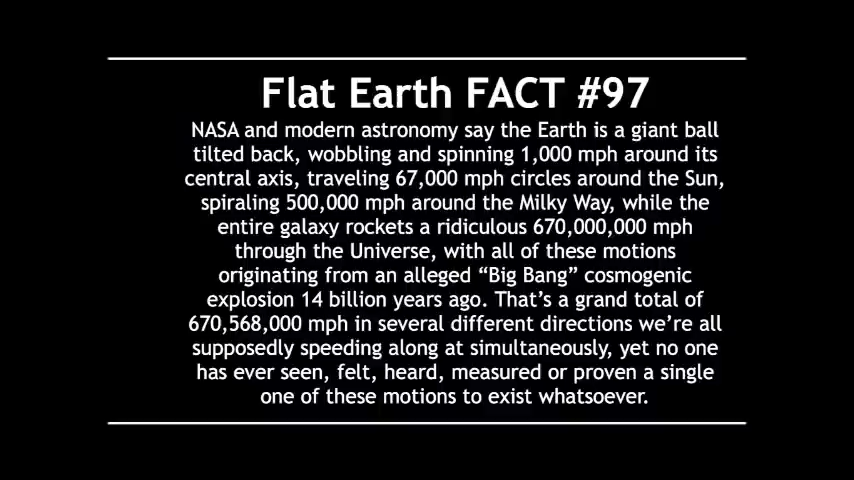 Flat Earth FACT #97
NASA and modern astronomy say the Earth is a giant ball
tilted back, wobbling and spinning 1,000 mph around its
central axis, traveling 67,000 mph circles around the Sun,
spiraling 500,000 mph around the Milky Way, while the
entire galaxy rockets a ridiculous 670,000,000 mph
through the Universe, with all of these motions
originating from an alleged “Big Bang” cosmogenic
explosion 14 billion years ago. That’s a grand total of
670,568,000 mph in several different directions we’re all
supposedly speeding along at simultaneously, yet no one
has ever seen, felt, heard, measured or proven a single
one of these motions to exist whatsoever.